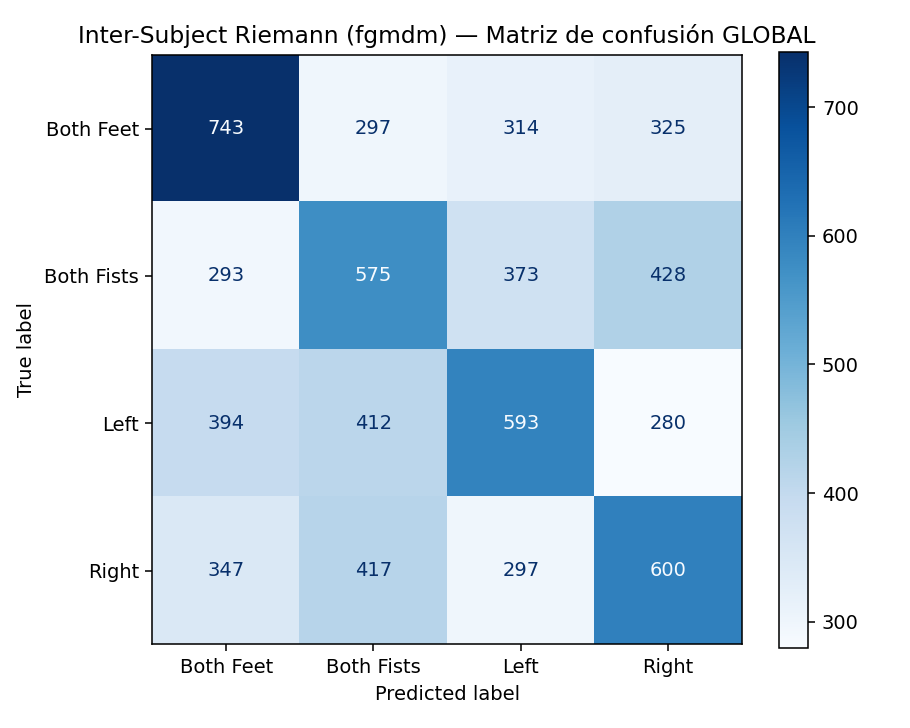 Inter-Subject Riemann (fgmdm) — Matriz de confusión GLOBAL
True label
Both Feet 743 297 314 325
Both Fists 293 575 373 428
Left 394 412 593 280
Right 347 417 297 600
Both Feet Both Fists Left Right
Predicted label
700
600
500
400
300